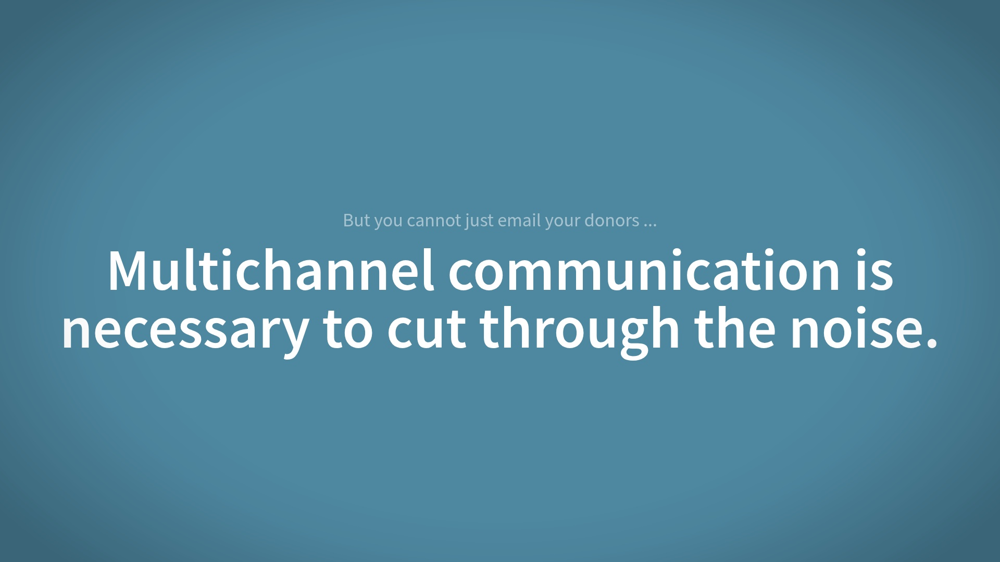 But you cannot just email your donors ...
Multichannel communication is
necessary to cut through the noise.